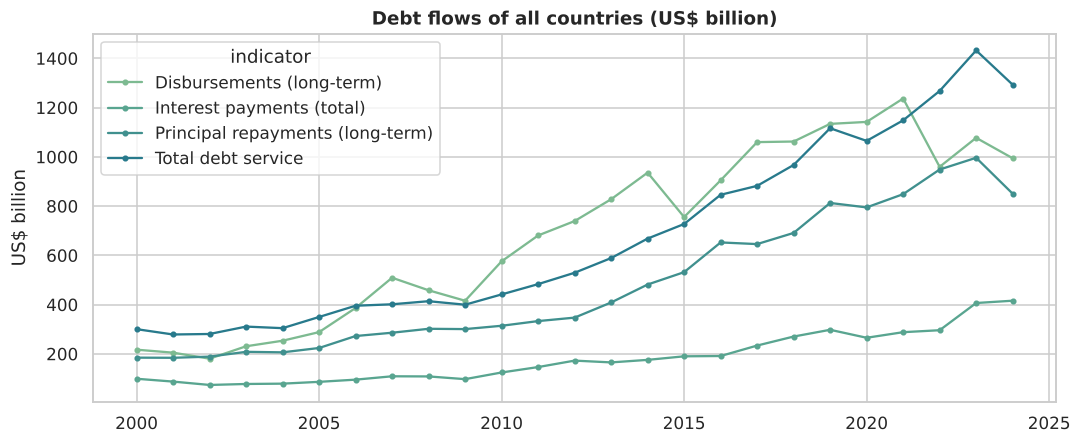 Debt flows of all countries (US$ billion)
US$ billion
1400
1200
1000
800
600
400
200
indicator
Disbursements (long-term)
Interest payments (total)
Principal repayments (long-term)
Total debt service
2000
2005
2010
2015
2020
2025